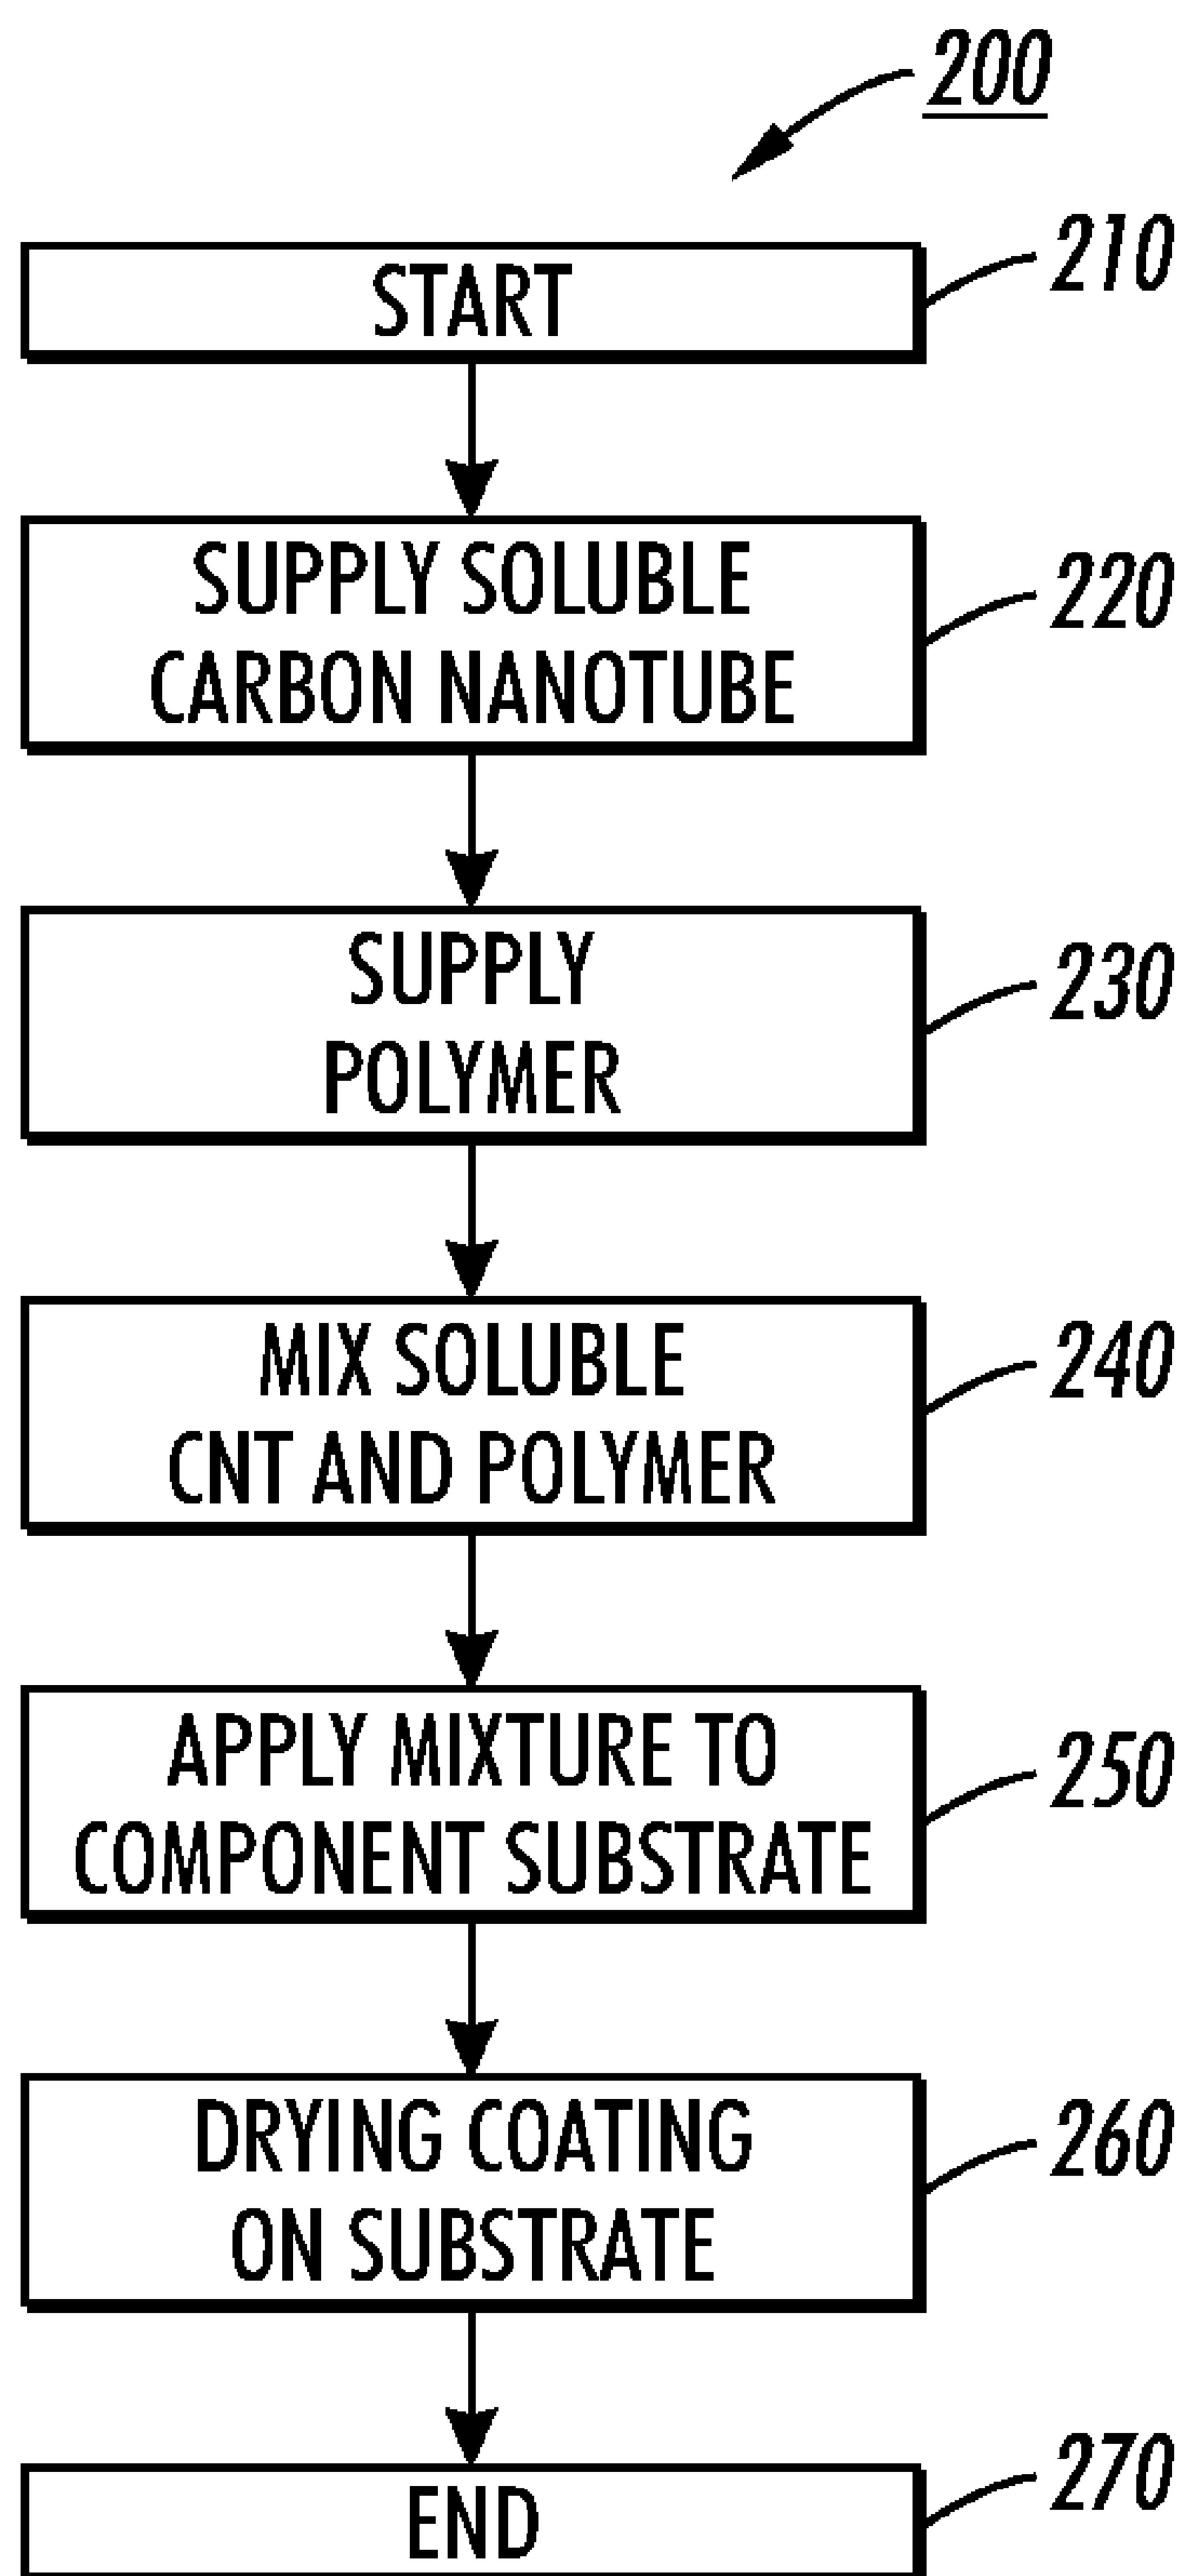 200
START
210
SUPPLY SOLUBLE
CARBON NANOTUBE
220
SUPPLY
POLYMER
230
MIX SOLUBLE
CNT AND POLYMER
240
APPLY MIXTURE TO
COMPONENT SUBSTRATE
250
DRYING COATING
ON SUBSTRATE
260
END
270